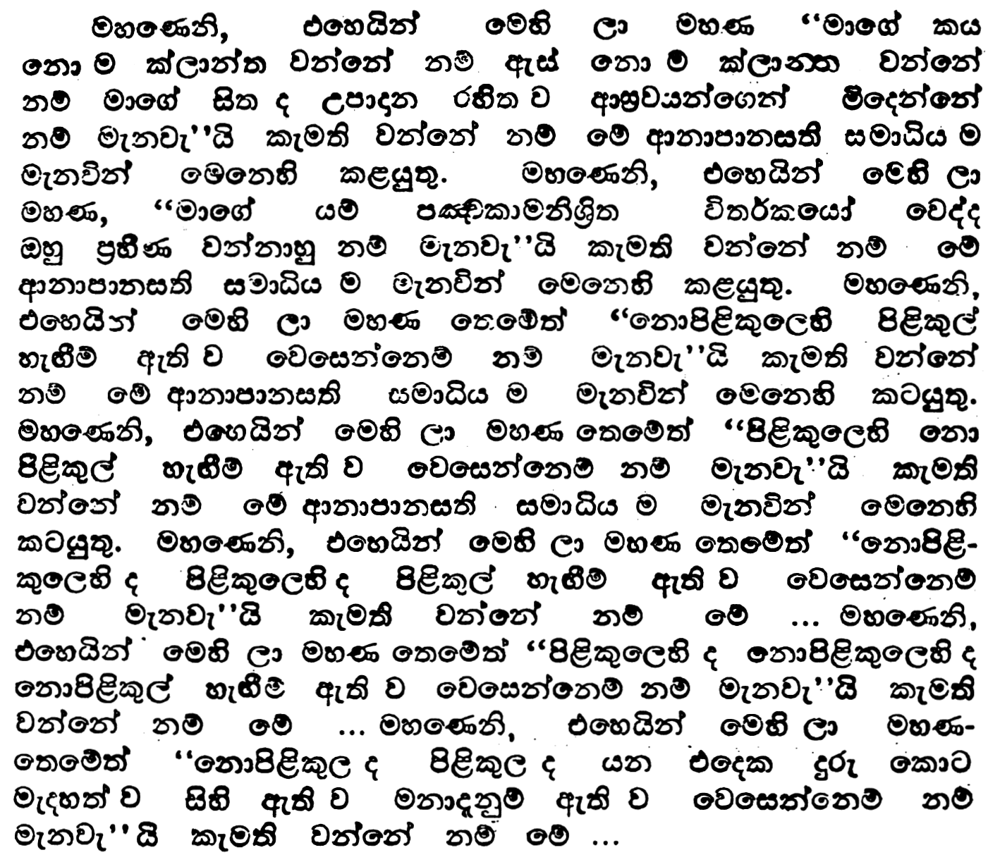 මහණෙනි, එහෙයින් මෙහි ලා මහණ “මාගේ කය
නො ම ක්ලාන්ත වන්නේ නම් ඇස් නො ම ක්ලාන්ත වන්නේ
නම් මාගේ සිත ද උපාදාන රහිත ව ආස්‍රවයන්ගෙන් මිදෙන්නේ
නම් මැනවැ”යි කැමති වන්නේ නම් මේ ආනාපානසති සමාධිය ම
මැනවින් මෙනෙහි කළයුතු. මහණෙනි, එහෙයින් මෙහි ලා
මහණ, “මාගේ යම් පඤ්චකාමනිශ්‍රිත විතර්කයෝ වෙද්ද
ඔහු ප්‍රහීණ වන්නාහු නම් මැනවැ”යි කැමති වන්නේ නම් මේ
ආනාපානසති සමාධිය ම මැනවින් මෙනෙහි කළයුතු. මහණෙනි,
එහෙයින් මෙහි ලා මහණ තෙමේත් “නොපිළිකුලෙහි පිළිකුල්
හැඟීම් ඇති ව වෙසෙන්නෙම් නම් මැනවැ”යි කැමති වන්නේ
නම් මේ ආනාපානසති සමාධිය ම මැනවින් මෙනෙහි කටයුතු.
මහණෙනි, එහෙයින් මෙහි ලා මහණ තෙමේත් “පිළිකුලෙහි නො
පිළිකුල් හැඟීම් ඇති ව වෙසෙන්නෙම් නම් මැනවැ”යි කැමති
වන්නේ නම් මේ ආනාපානසති සමාධිය ම මැනවින් මෙනෙහි
කටයුතු. මහණෙනි, එහෙයින් මෙහි ලා මහණ තෙමේත් “නොපිළි-
කුලෙහි ද පිළිකුලෙහි ද පිළිකුල් හැඟීම් ඇති ව වෙසෙන්නෙම්
නම් මැනවැ”යි කැමති වන්නේ නම් මේ ... මහණෙනි,
එහෙයින් මෙහි ලා මහණ තෙමේත් “පිළිකුලෙහි ද නොපිළිකුලෙහි ද
නොපිළිකුල් හැඟීම් ඇති ව වෙසෙන්නෙම් නම් මැනවැ”යි කැමති
වන්නේ නම් මේ ... මහණෙනි, එහෙයින් මෙහි ලා මහණ-
තෙමේත් “නොපිළිකුල ද පිළිකුල ද යන එදෙක දුරු කොට
මැදහත් ව සිහි ඇති ව මනාදැනුම් ඇති ව වෙසෙන්නෙම් නම්
මැනවැ”යි කැමති වන්නේ නම් මේ ...